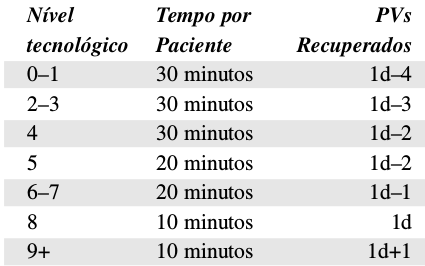 Nível Tempo por PVs
tecnológico Paciente Recuperados
0–1 30 minutos 1d–4
2–3 30 minutos 1d–3
4 30 minutos 1d–2
5 20 minutos 1d–2
6–7 20 minutos 1d–1
8 10 minutos 1d
9+ 10 minutos 1d+1